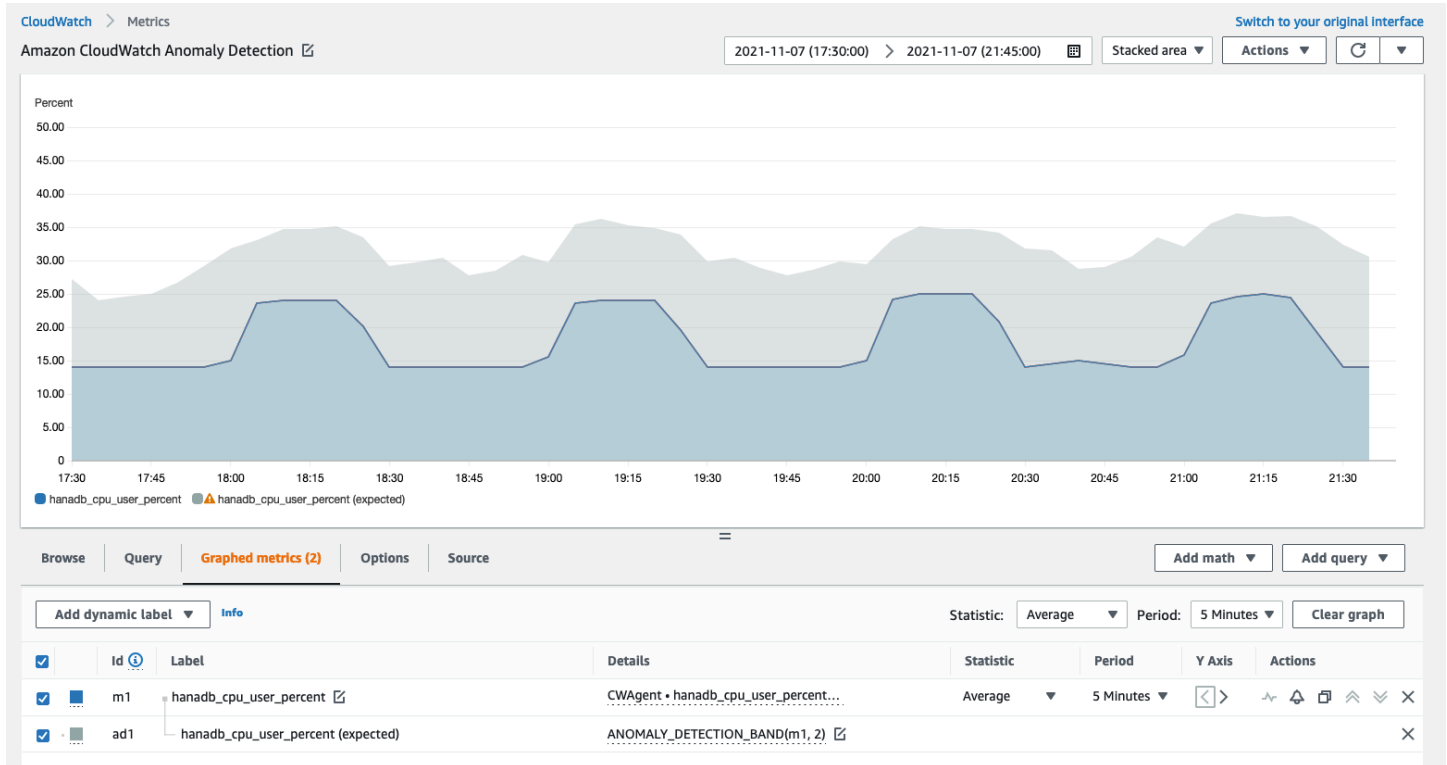 CloudWatch > Metrics
Switch to your original interface
Amazon CloudWatch Anomaly Detection
2021-11-07 (17:30:00) > 2021-11-07 (21:45:00)
Stacked area
Actions
Percent
50.00
45.00
40.00
35.00
30.00
25.00
20.00
15.00
10.00
5.00
0
17:30 17:45 18:00 18:15 18:30 18:45 19:00 19:15 19:30 19:45 20:00 20:15 20:30 20:45 21:00 21:15 21:30
hanadb_cpu_user_percent hanadb_cpu_user_percent (expected)
Browse Query Graphed metrics (2) Options Source
Add math Add query
Add dynamic label Info
Statistic: Average Period: 5 Minutes Clear graph
Id Label Details Statistic Period Y Axis Actions
m1 hanadb_cpu_user_percent CWAgent • hanadb_cpu_user_percent... Average 5 Minutes
ad1 hanadb_cpu_user_percent (expected) ANOMALY_DETECTION_BAND(m1, 2)